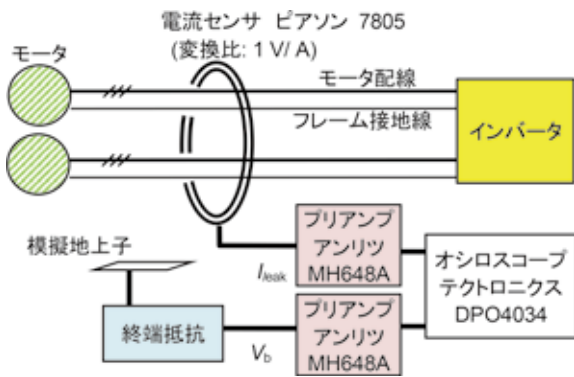 電流センサ ピアソン 7805
(変換比: 1 V/ A)
モータ
モータ配線
フレーム接地線
インバータ
模擬地上子
Ileak
プリアンプ
アンリツ
MH648A
オシロスコープ
テクトロニクス
DPO4034
終端抵抗
Vb
プリアンプ
アンリツ
MH648A